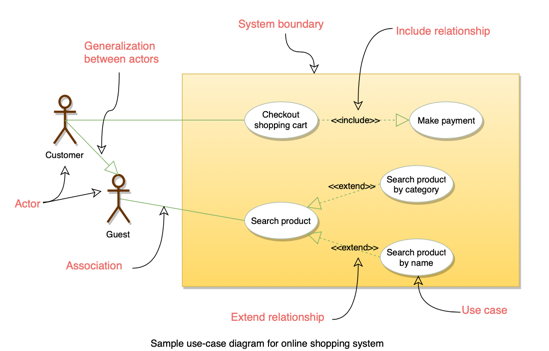 System boundary
Include relationship
Generalization
between actors
Checkout
shopping cart
<<include>>
Make payment
Customer
Actor
Guest
Search product
by category
<<extend>>
Search product
<<extend>>
Search product
by name
Association
Extend relationship
Use case
Sample use-case diagram for online shopping system